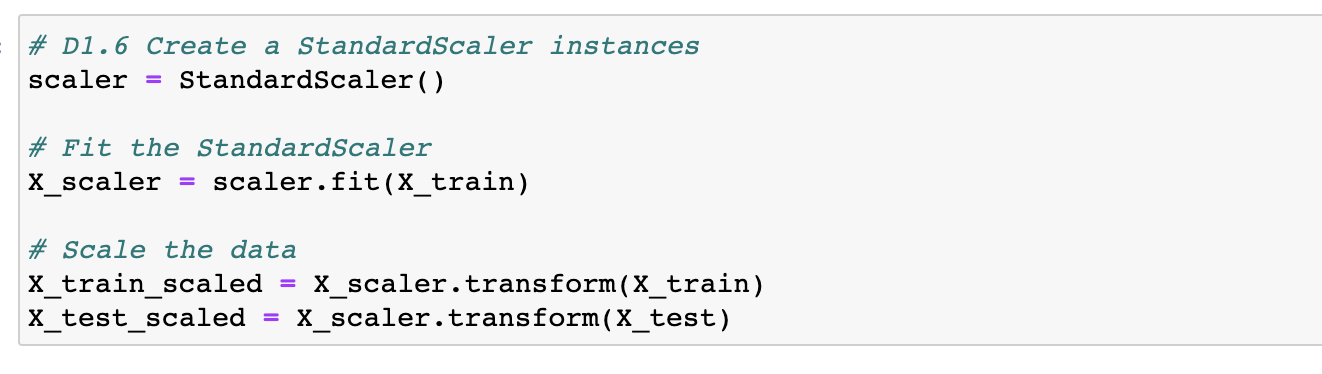 # D1.6 Create a StandardScaler instances
scaler = StandardScaler()
# Fit the StandardScaler
X_scaler = scaler.fit(X_train)
# Scale the data
X_train_scaled = X_scaler.transform(X_train)
X_test_scaled = X_scaler.transform(X_test)